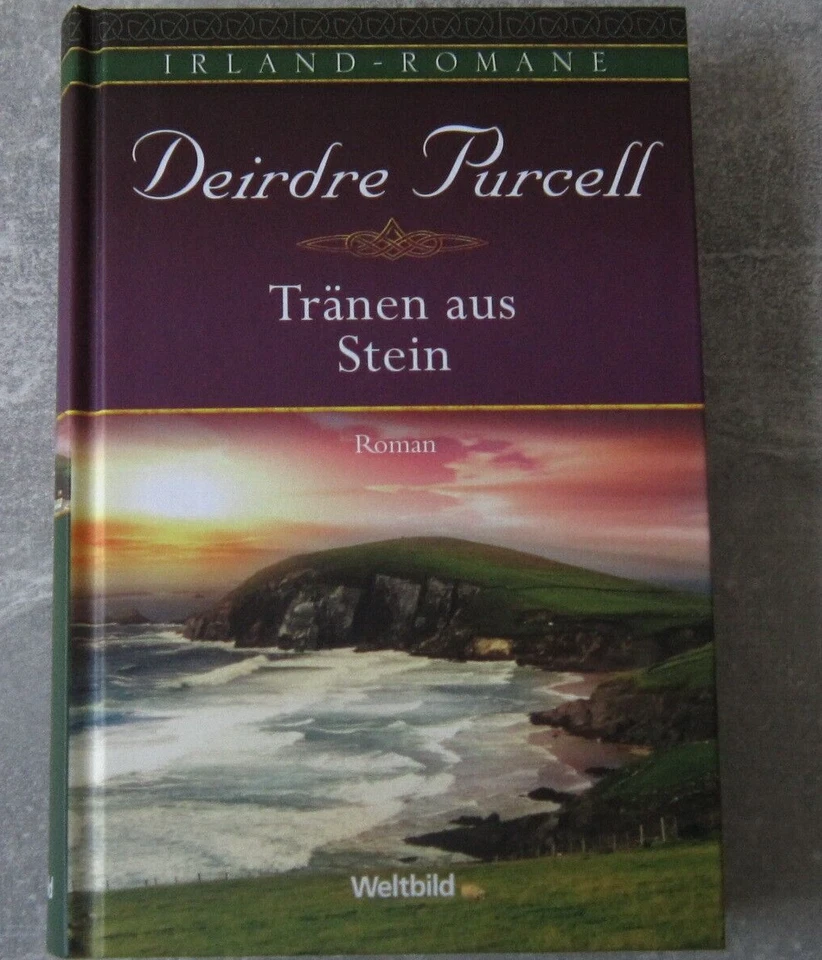 IRLAND-ROMANE
Deirdre Purcell
Tränen aus
Stein
Roman
Weltbild